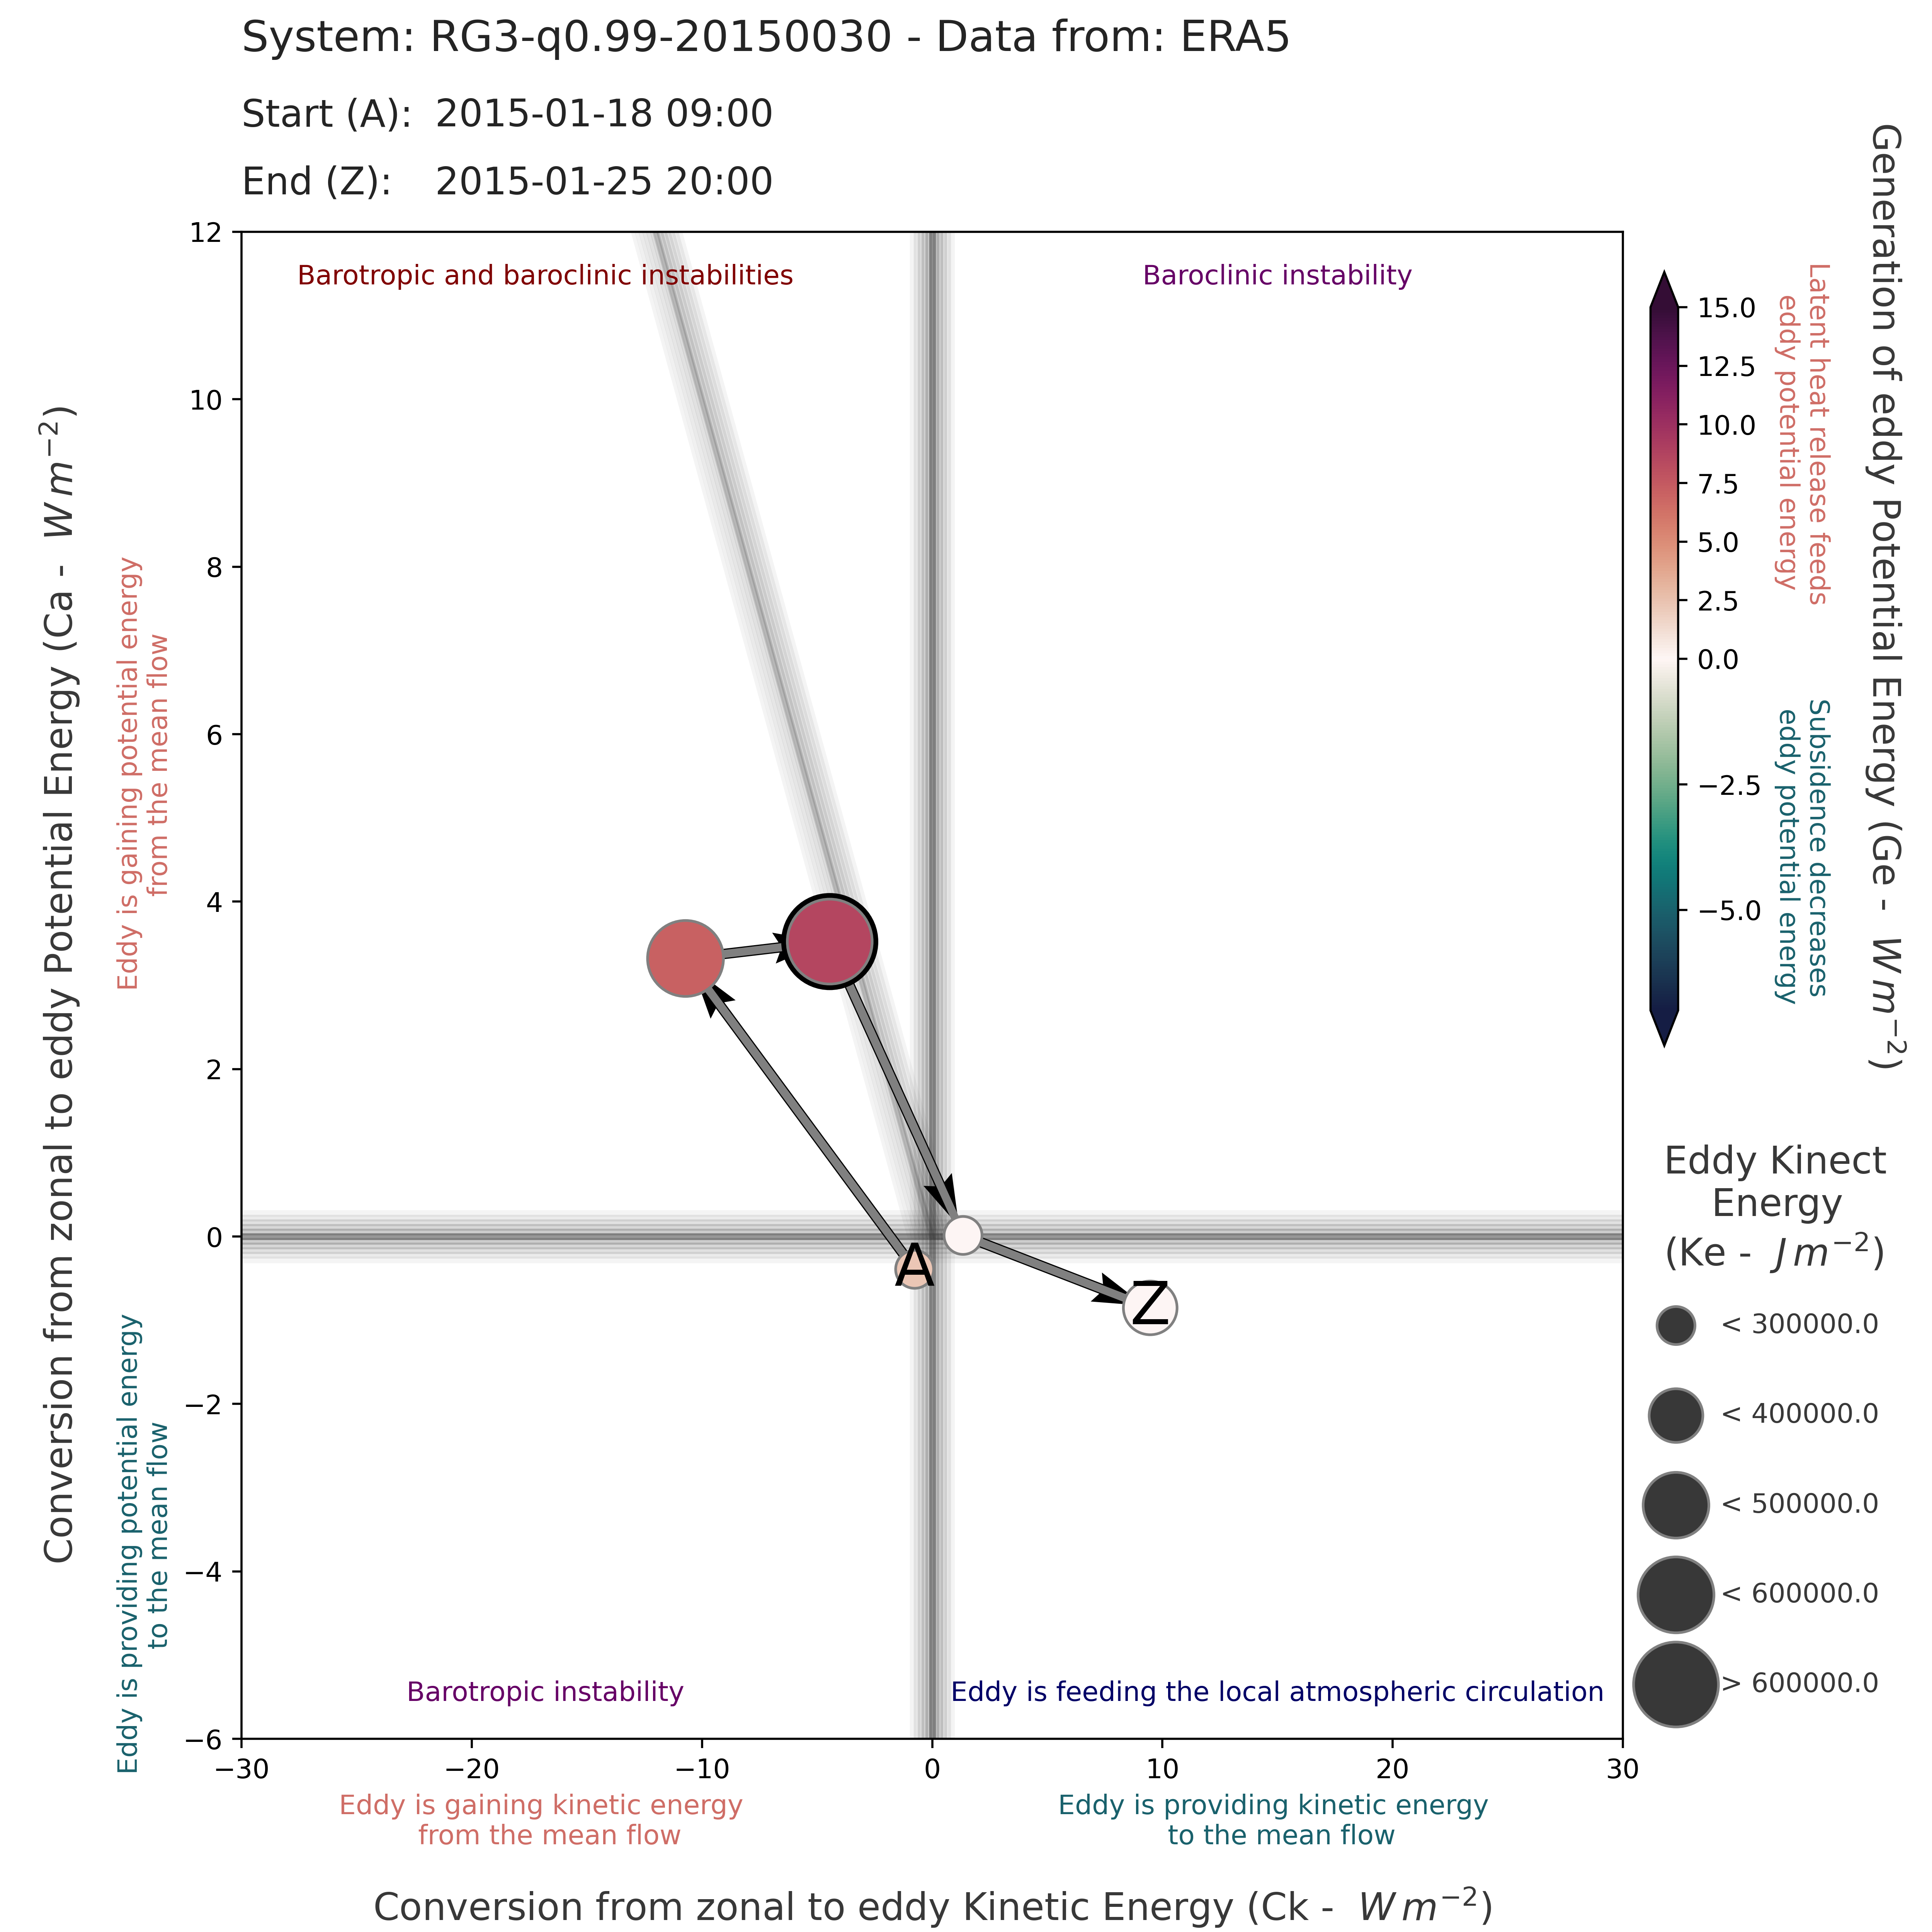 System: RG3-q0.99-20150030 - Data from: ERA5
Start (A): 2015-01-18 09:00
End (Z): 2015-01-25 20:00
Conversion from zonal to eddy Potential Energy (Ca - W m⁻²)
Eddy is gaining potential energy
from the mean flow
Eddy is providing potential energy
to the mean flow
12
10
8
6
4
2
0
−2
−4
−6
Barotropic and baroclinic instabilities
Baroclinic instability
A
Z
Barotropic instability
Eddy is feeding the local atmospheric circulation
−30
−20
−10
0
10
20
30
Eddy is gaining kinetic energy
from the mean flow
Eddy is providing kinetic energy
to the mean flow
Conversion from zonal to eddy Kinetic Energy (Ck - W m⁻²)
15.0
12.5
10.0
7.5
5.0
2.5
0.0
−2.5
−5.0
Latent heat release feeds
eddy potential energy
Subsidence decreases
eddy potential energy
Generation of eddy Potential Energy (Ge - W m⁻²)
Eddy Kinect
Energy
(Ke - J m⁻²)
< 300000.0
< 400000.0
< 500000.0
< 600000.0
> 600000.0